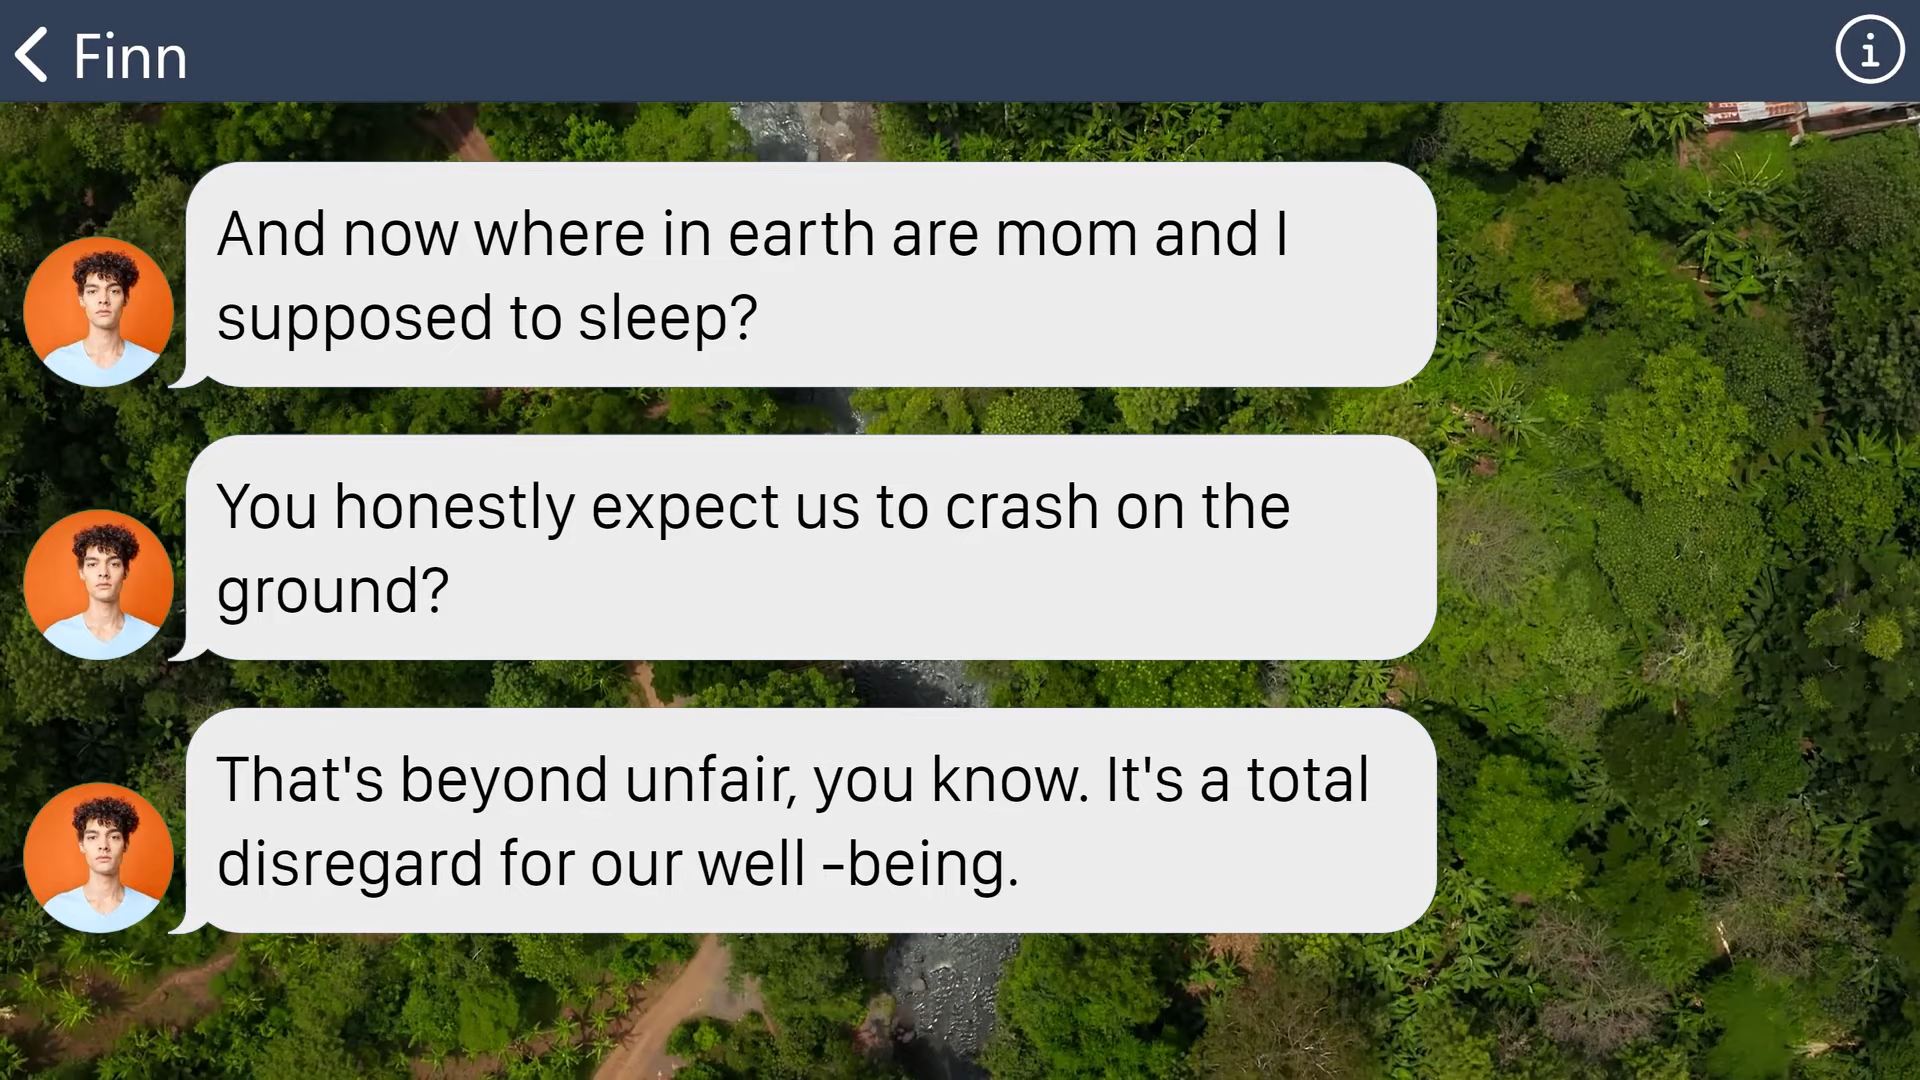 Finn
And now where in earth are mom and I
supposed to sleep?
You honestly expect us to crash on the
ground?
That's beyond unfair, you know. It's a total
disregard for our well -being.